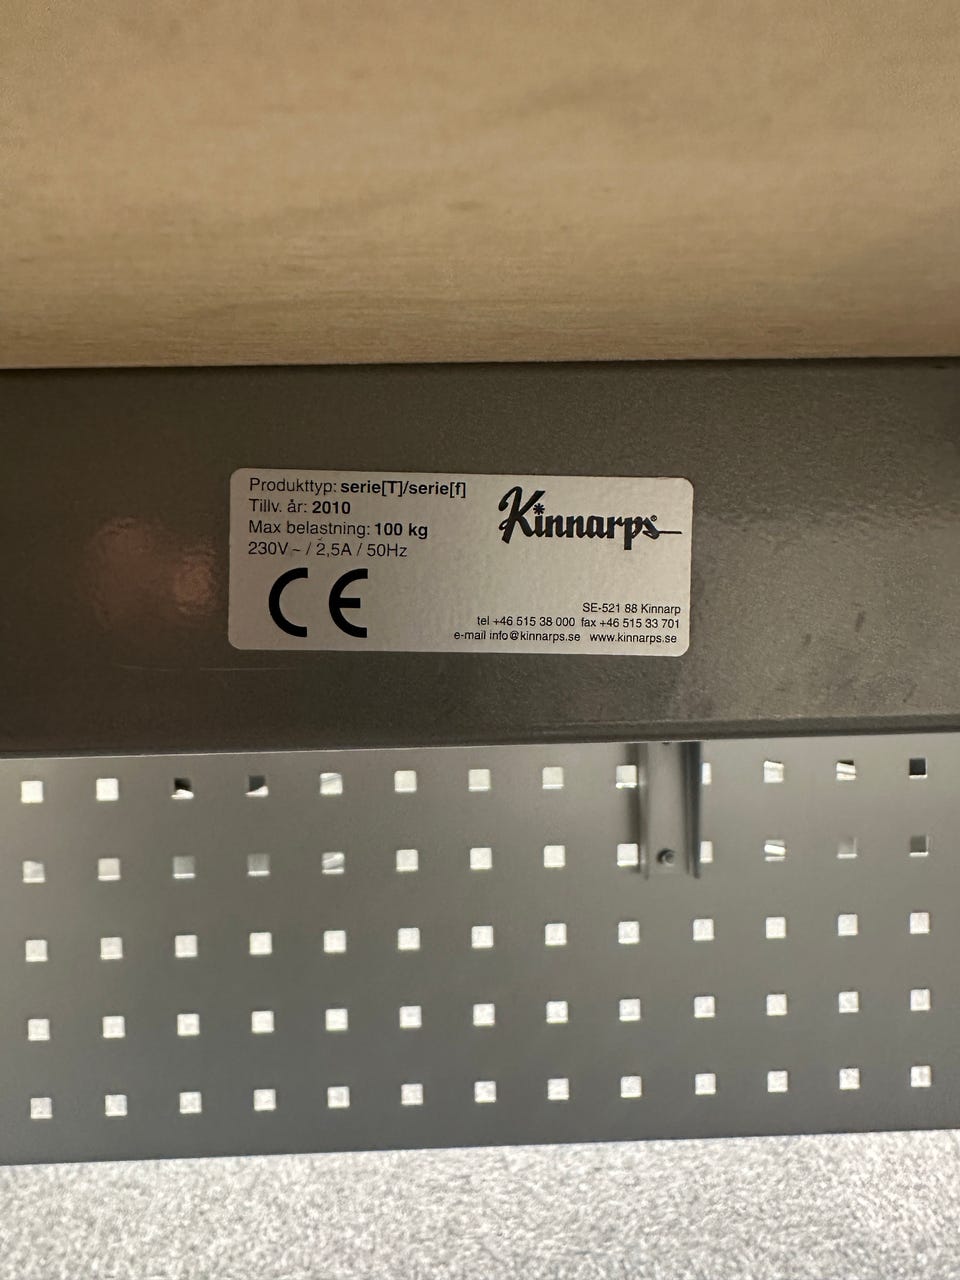 Produkttyp: serie[T]/serie[f]
Tillv. år: 2010
Max belastning: 100 kg
230V ~ / 2,5A / 50Hz
CE
Kinnarps®
SE-521 88 Kinnarp
tel +46 515 38 000 fax +46 515 33 701
e-mail info@kinnarps.se www.kinnarps.se